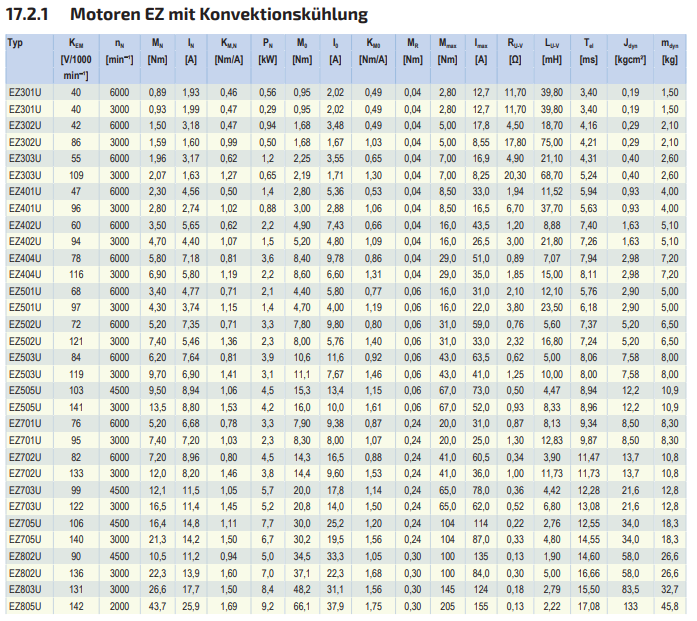 17.2.1 Motoren EZ mit Konvektionskühlung
Typ K_EM n_N M_N I_N K_M,N P_N M_0 I_0 K_M0 M_R M_max I_max R_U-V L_U-V T_el J_dyn m_dyn
[V/1000 [min⁻¹] [Nm] [A] [Nm/A] [kW] [Nm] [A] [Nm/A] [Nm] [Nm] [A] [Ω] [mH] [ms] [kgcm²] [kg]
min⁻¹]
EZ301U 40 6000 0,89 1,93 0,46 0,56 0,95 2,02 0,49 0,04 2,80 12,7 11,70 39,80 3,40 0,19 1,50
EZ301U 40 3000 0,93 1,99 0,47 0,29 0,95 2,02 0,49 0,04 2,80 12,7 11,70 39,80 3,40 0,19 1,50
EZ302U 42 6000 1,50 3,18 0,47 0,94 1,68 3,48 0,49 0,04 5,00 17,8 4,50 18,70 4,16 0,29 2,10
EZ302U 86 3000 1,59 1,60 0,99 0,50 1,68 1,67 1,03 0,04 5,00 8,55 17,80 75,00 4,21 0,29 2,10
EZ303U 55 6000 1,96 3,17 0,62 1,2 2,25 3,55 0,65 0,04 7,00 16,9 4,90 21,10 4,31 0,40 2,60
EZ303U 109 3000 2,07 1,63 1,27 0,65 2,19 1,71 1,30 0,04 7,00 8,25 20,30 68,70 5,24 0,40 2,60
EZ401U 47 6000 2,30 4,56 0,50 1,4 2,80 5,36 0,53 0,04 8,50 33,0 1,94 11,52 5,94 0,93 4,00
EZ401U 96 3000 2,80 2,74 1,02 0,88 3,00 2,88 1,06 0,04 8,50 16,5 6,70 37,70 5,63 0,93 4,00
EZ402U 60 6000 3,50 5,65 0,62 2,2 4,90 7,43 0,66 0,04 16,0 43,5 1,20 8,88 7,40 1,63 5,10
EZ402U 94 3000 4,70 4,40 1,07 1,5 5,20 4,80 1,09 0,04 16,0 26,5 3,00 21,80 7,26 1,63 5,10
EZ404U 78 6000 5,80 7,18 0,81 3,6 8,40 9,78 0,86 0,04 29,0 51,0 0,89 7,07 7,94 2,98 7,20
EZ404U 116 3000 6,90 5,80 1,19 2,2 8,60 6,60 1,31 0,04 29,0 35,0 1,85 15,00 8,11 2,98 7,20
EZ501U 68 6000 3,40 4,77 0,71 2,1 4,40 5,80 0,77 0,06 16,0 31,0 2,10 12,10 5,76 2,90 5,00
EZ501U 97 3000 4,30 3,74 1,15 1,4 4,70 4,00 1,19 0,06 16,0 22,0 3,80 23,50 6,18 2,90 5,00
EZ502U 72 6000 5,20 7,35 0,71 3,3 7,80 9,80 0,80 0,06 31,0 59,0 0,76 5,60 7,37 5,20 6,50
EZ502U 121 3000 7,40 5,46 1,36 2,3 8,00 5,76 1,40 0,06 31,0 33,0 2,32 16,80 7,24 5,20 6,50
EZ503U 84 6000 6,20 7,64 0,81 3,9 10,6 11,6 0,92 0,06 43,0 63,5 0,62 5,00 8,06 7,58 8,00
EZ503U 119 3000 9,70 6,90 1,41 3,1 11,1 7,67 1,46 0,06 43,0 41,0 1,25 10,00 8,00 7,58 8,00
EZ505U 103 4500 9,50 8,94 1,06 4,5 15,3 13,4 1,15 0,06 67,0 73,0 0,50 4,47 8,94 12,2 10,9
EZ505U 141 3000 13,5 8,80 1,53 4,2 16,0 10,0 1,61 0,06 67,0 52,0 0,93 8,33 8,96 12,2 10,9
EZ701U 76 6000 5,20 6,68 0,78 3,3 7,90 9,38 0,87 0,24 20,0 31,0 0,87 8,13 9,34 8,50 8,30
EZ701U 95 3000 7,40 7,20 1,03 2,3 8,30 8,00 1,07 0,24 20,0 25,0 1,30 12,83 9,87 8,50 8,30
EZ702U 82 6000 7,20 8,96 0,80 4,5 14,3 16,5 0,88 0,24 41,0 60,5 0,34 3,90 11,47 13,7 10,8
EZ702U 133 3000 12,0 8,20 1,46 3,8 14,4 9,60 1,53 0,24 41,0 36,0 1,00 11,73 11,73 13,7 10,8
EZ703U 99 4500 12,1 11,5 1,05 5,7 20,0 17,8 1,14 0,24 65,0 78,0 0,36 4,42 12,28 21,6 12,8
EZ703U 122 3000 16,5 11,4 1,45 5,2 20,8 14,0 1,50 0,24 65,0 62,0 0,52 6,80 13,08 21,6 12,8
EZ705U 106 4500 16,4 14,8 1,11 7,7 30,0 25,2 1,20 0,24 104 114 0,22 2,76 12,55 34,0 18,3
EZ705U 140 3000 21,3 14,2 1,50 6,7 30,2 19,5 1,56 0,24 104 87,0 0,33 4,80 14,55 34,0 18,3
EZ802U 90 4500 10,5 11,2 0,94 5,0 34,5 33,3 1,05 0,30 100 135 0,13 1,90 14,60 58,0 26,6
EZ802U 136 3000 22,3 13,9 1,60 7,0 37,1 22,3 1,68 0,30 100 84,0 0,30 5,00 16,66 58,0 26,6
EZ803U 131 3000 26,6 17,7 1,50 8,4 48,2 31,1 1,56 0,30 145 124 0,18 2,79 15,50 83,5 32,7
EZ805U 142 2000 43,7 25,9 1,69 9,2 66,1 37,9 1,75 0,30 205 155 0,13 2,22 17,08 133 45,8